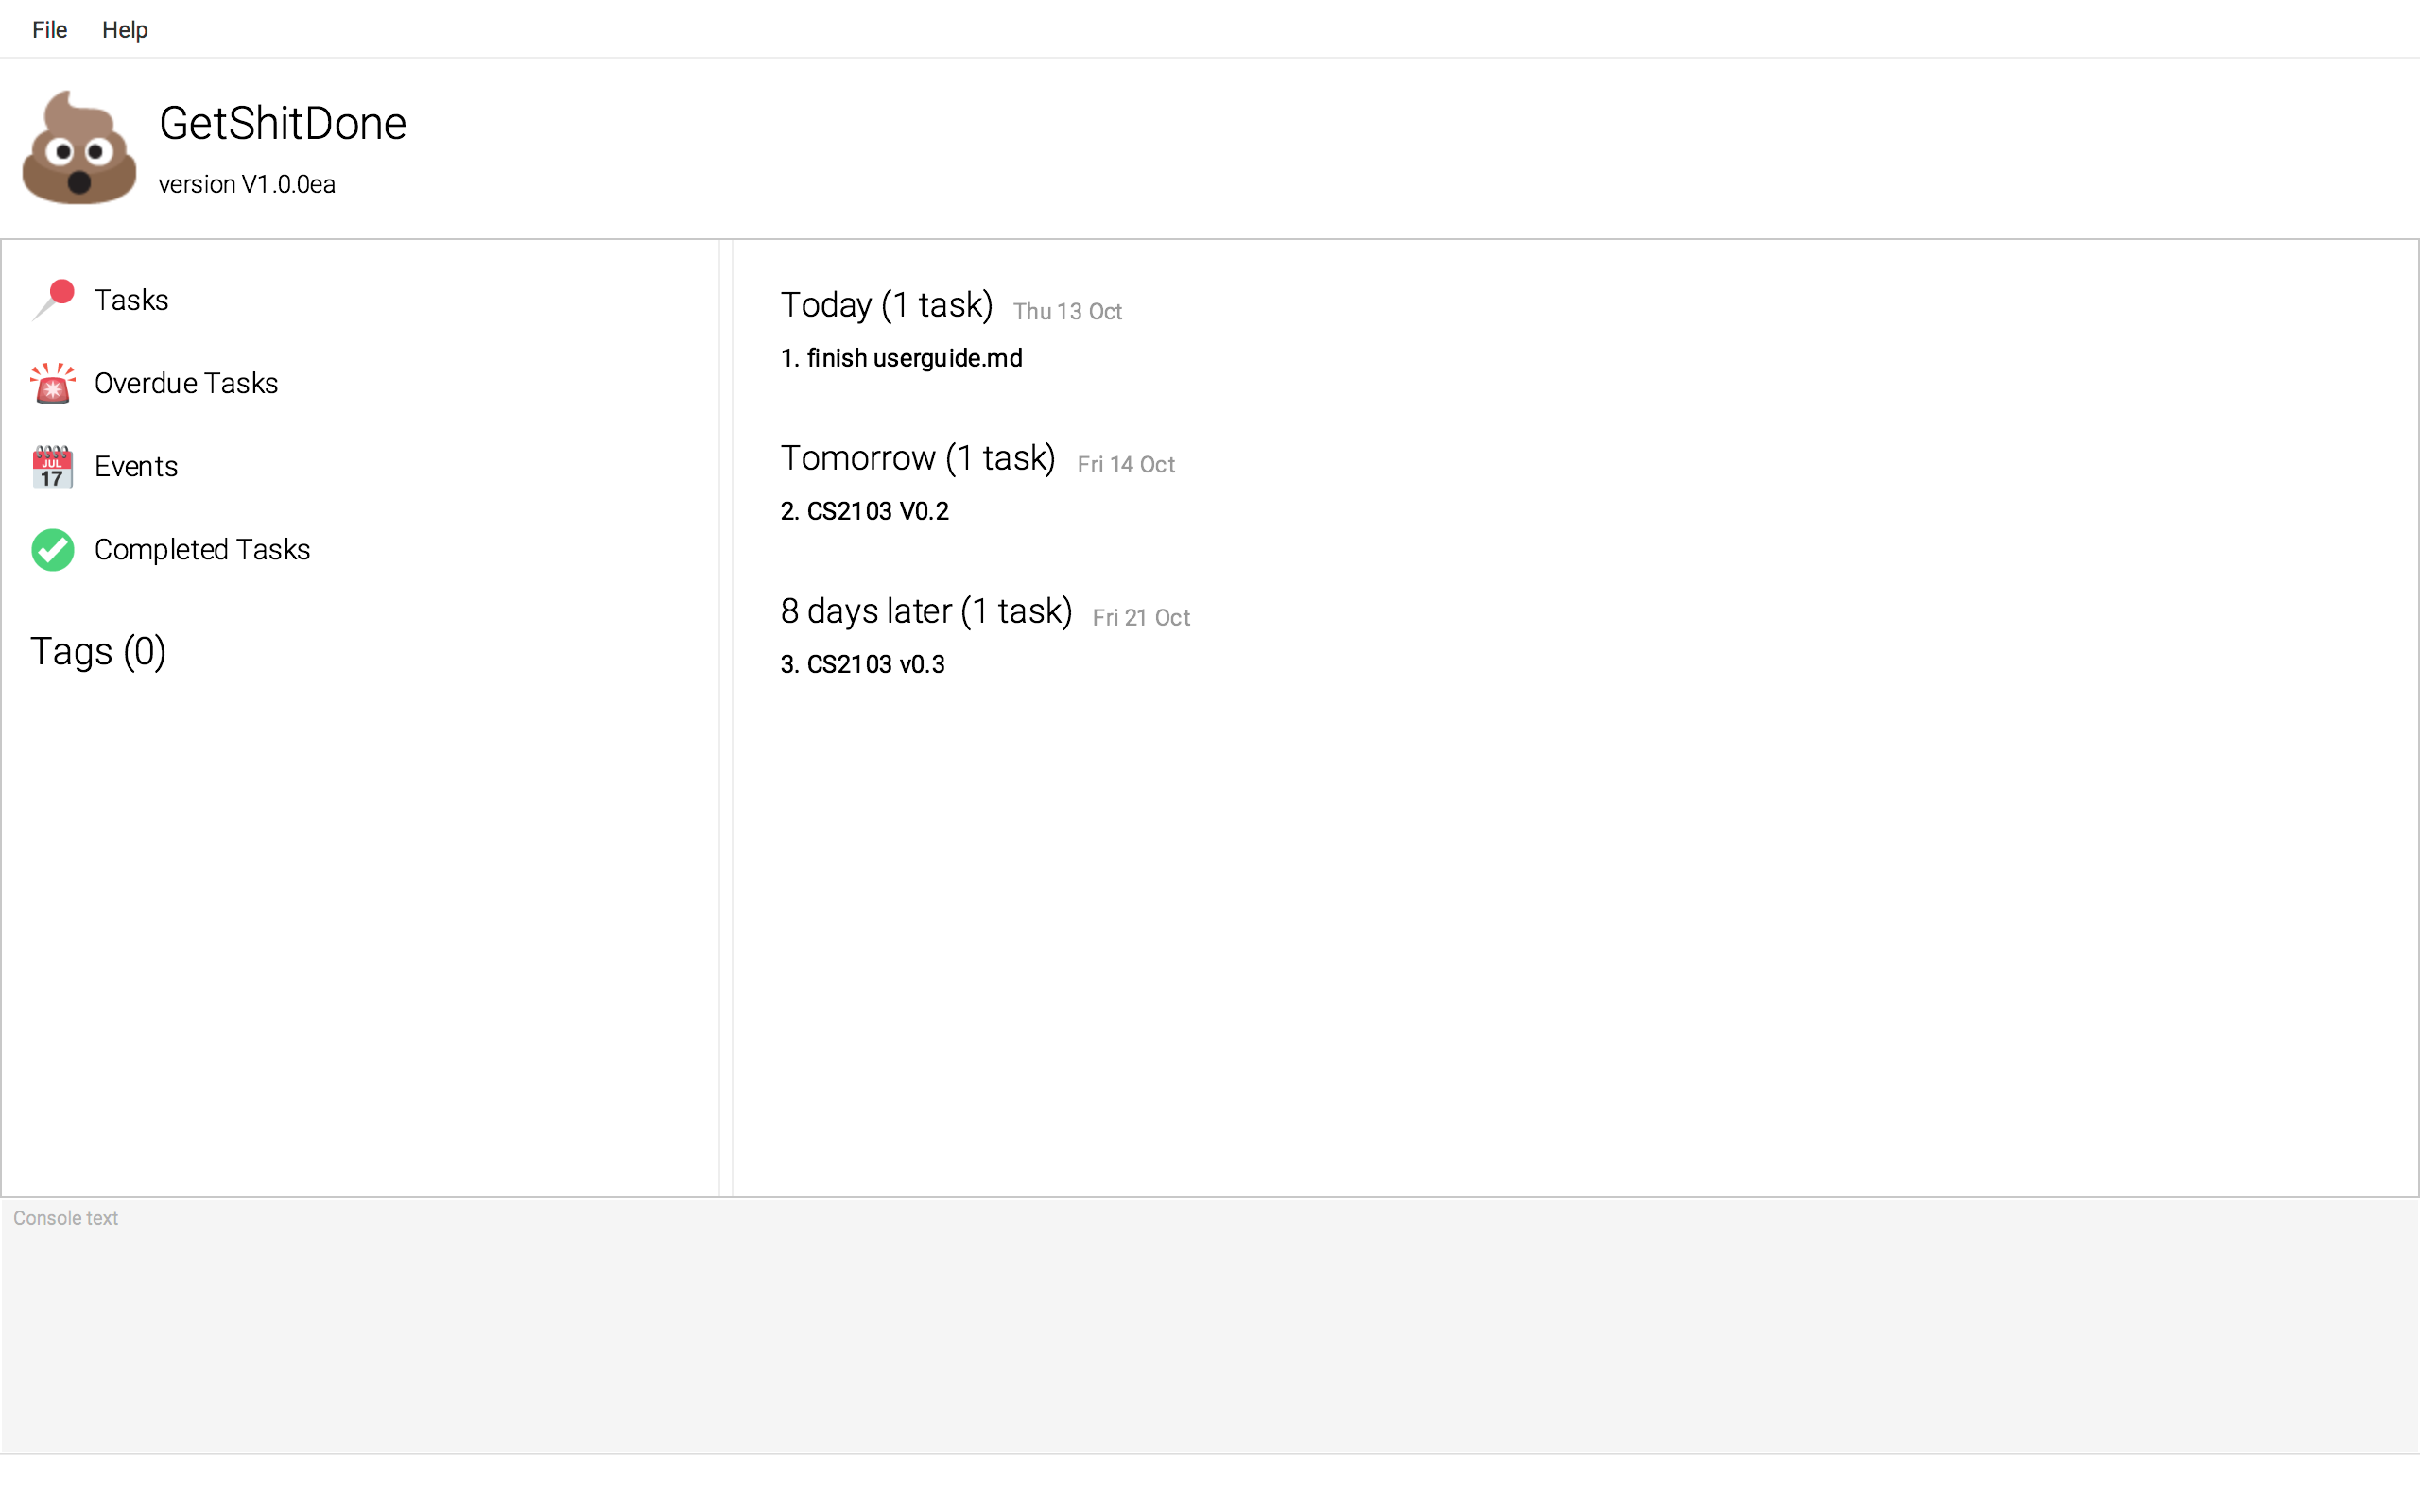 File Help
GetShitDone
version V1.0.0ea
Tasks
Overdue Tasks
JUL
17
Events
Completed Tasks
Tags (0)
Today (1 task) Thu 13 Oct
1. finish userguide.md
Tomorrow (1 task) Fri 14 Oct
2. CS2103 V0.2
8 days later (1 task) Fri 21 Oct
3. CS2103 v0.3
Console text